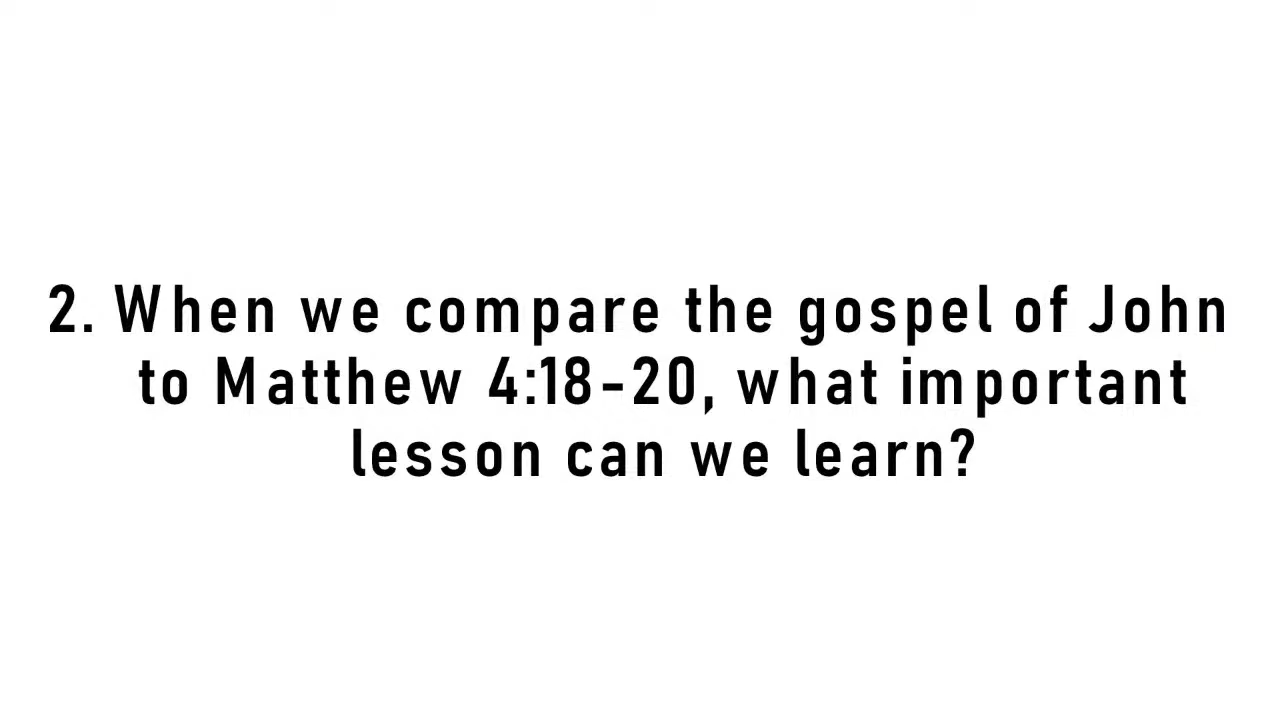 2. When we compare the gospel of John
to Matthew 4:18-20, what important
lesson can we learn?